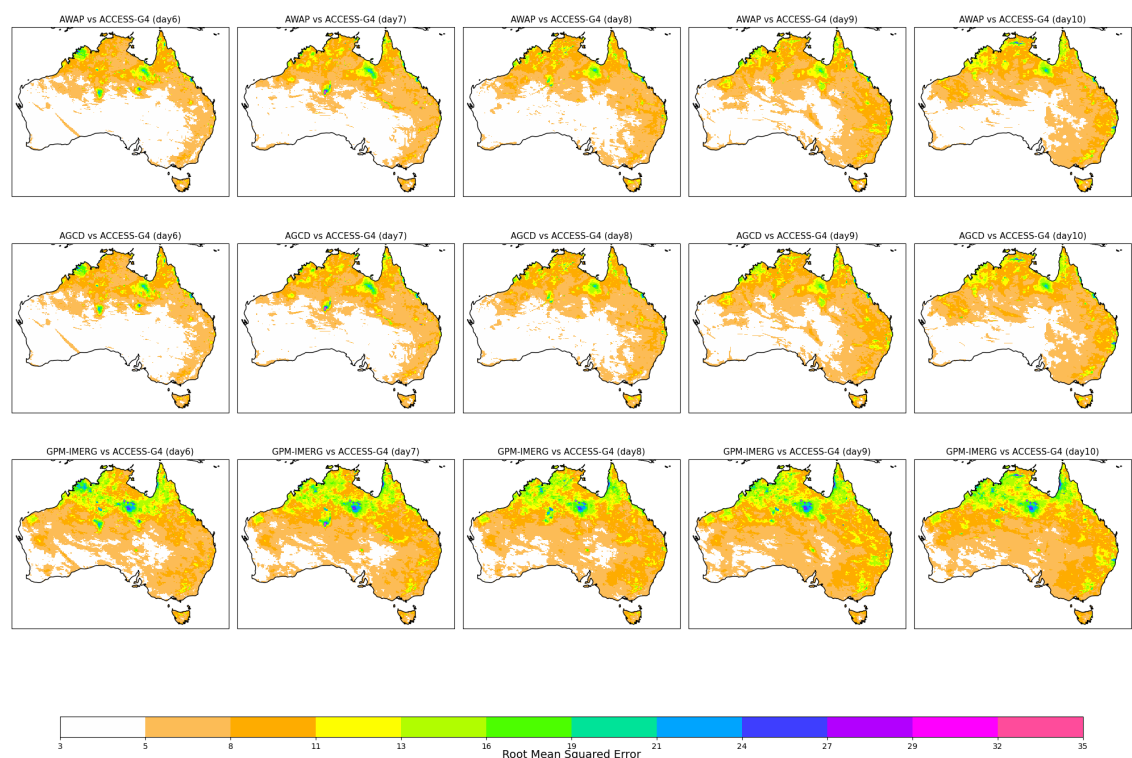 AWAP vs ACCESS-G4 (day6)
AWAP vs ACCESS-G4 (day7)
AWAP vs ACCESS-G4 (day8)
AWAP vs ACCESS-G4 (day9)
AWAP vs ACCESS-G4 (day10)
AGCD vs ACCESS-G4 (day6)
AGCD vs ACCESS-G4 (day7)
AGCD vs ACCESS-G4 (day8)
AGCD vs ACCESS-G4 (day9)
AGCD vs ACCESS-G4 (day10)
GPM-IMERG vs ACCESS-G4 (day6)
GPM-IMERG vs ACCESS-G4 (day7)
GPM-IMERG vs ACCESS-G4 (day8)
GPM-IMERG vs ACCESS-G4 (day9)
GPM-IMERG vs ACCESS-G4 (day10)
3 5 8 11 13 16 19 21 24 27 29 32 35
Root Mean Squared Error